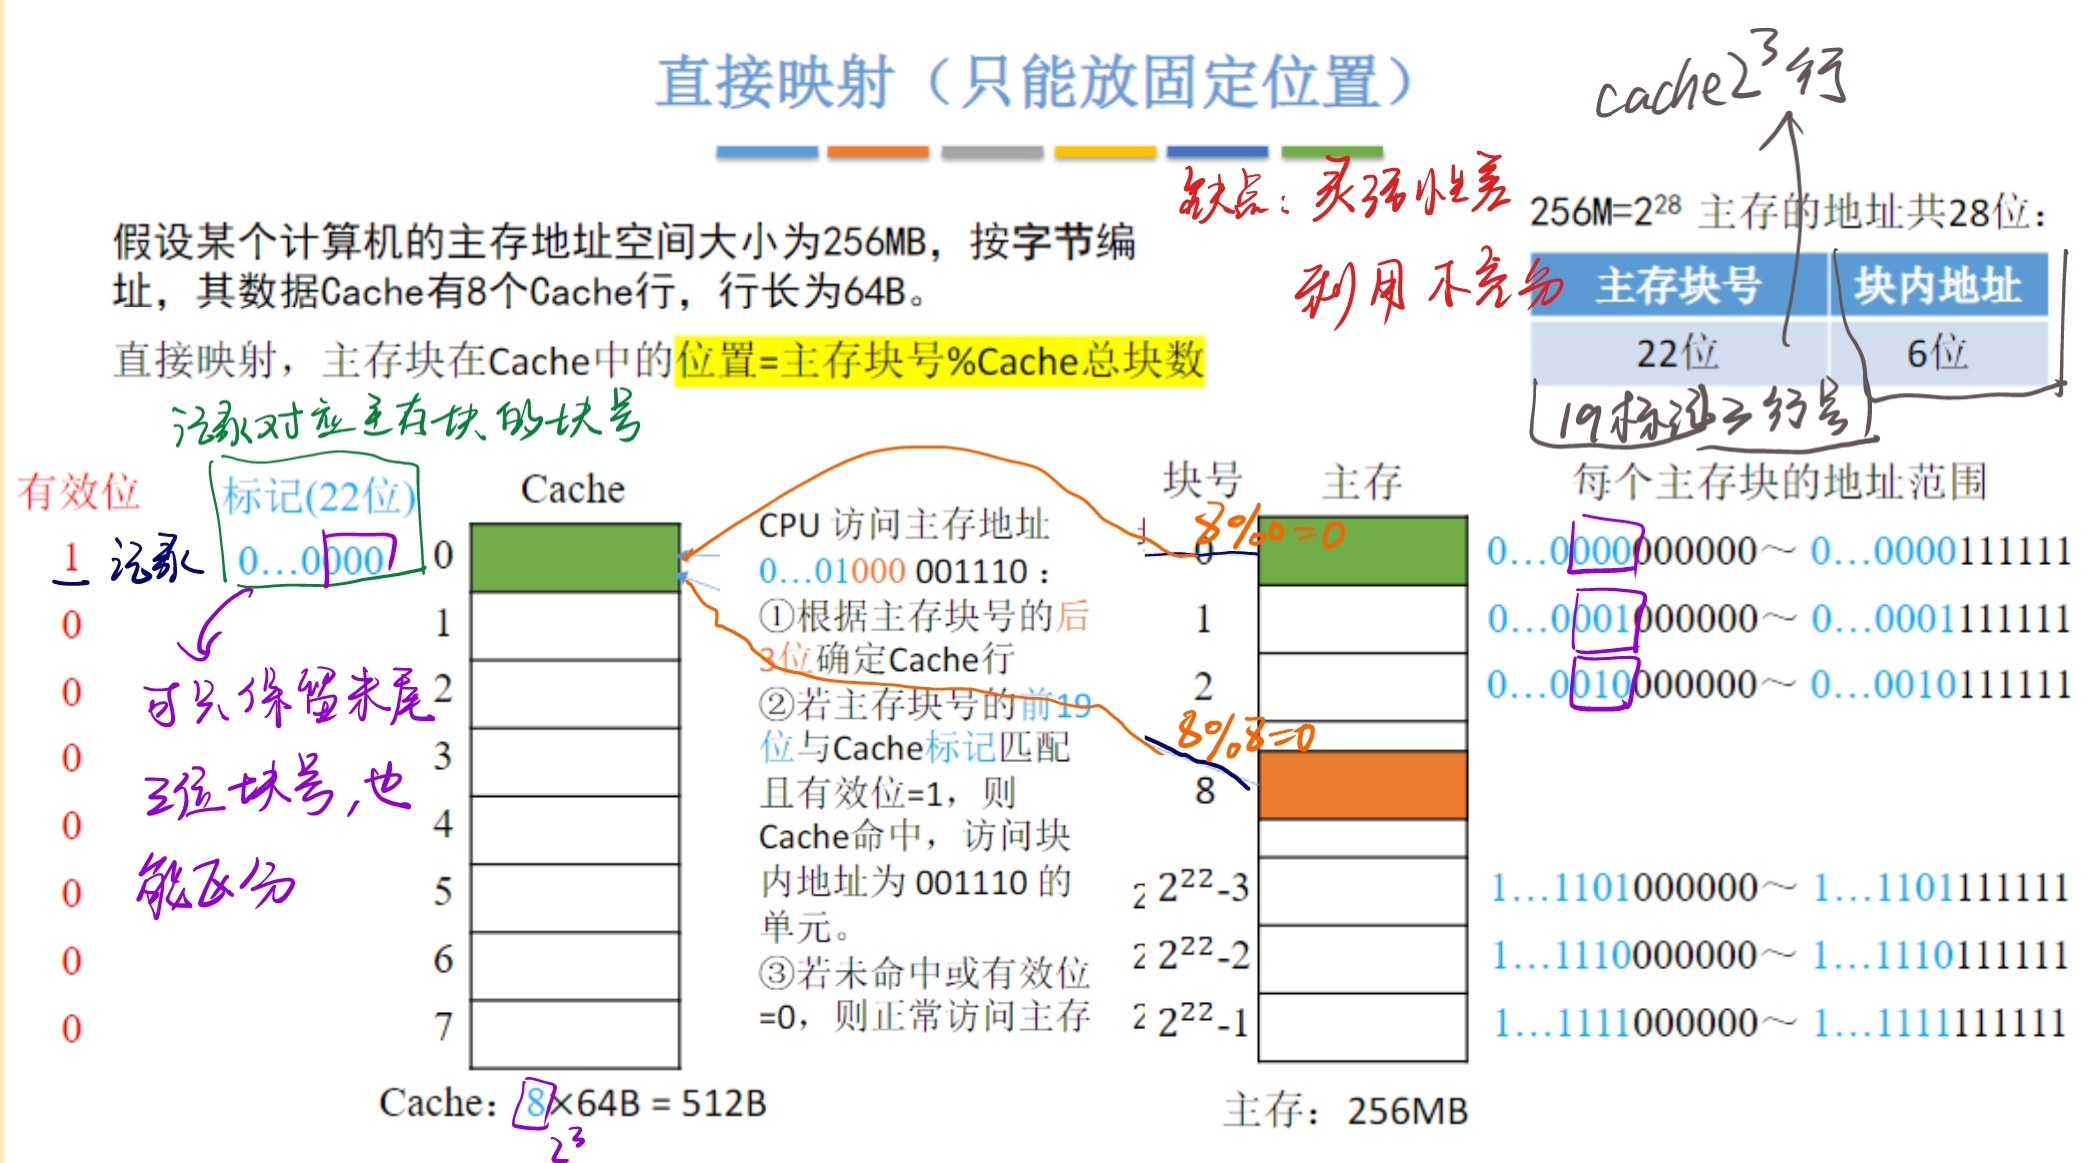 直接映射（只能放固定位置）
cache2³行
缺点：灵活性差
利用不充分
假设某个计算机的主存地址空间大小为256MB，按字节编
址，其数据Cache有8个Cache行，行长为64B。
直接映射，主存块在Cache中的位置=主存块号%Cache总块数
256M=2²⁸ 主存的地址共28位：
主存块号 块内地址
22位 6位
19标记 3行号
记录对应主存块的块号
有效位 标记(22位) Cache
1 记录 0…0000 0
0 1
0 2
0 3
0 4
0 5
0 6
0 7
可只保留末尾
三位块号，也
能区分
Cache：8×64B = 512B
2³
CPU 访问主存地址
0…01000 001110：
①根据主存块号的后
3位确定Cache行
②若主存块号的前19
位与Cache标记匹配
且有效位=1，则
Cache命中，访问块
内地址为 001110 的
单元。
③若未命中或有效位
=0，则正常访问主存
块号 主存 每个主存块的地址范围
8%0=0
0 0…0000000000～ 0…0000111111
1 0…0001000000～ 0…0001111111
2 0…0010000000～ 0…0010111111
8%8=0
8
2²²-3 1…1101000000～ 1…1101111111
2²²-2 1…1110000000～ 1…1110111111
2²²-1 1…1111000000～ 1…1111111111
主存：256MB